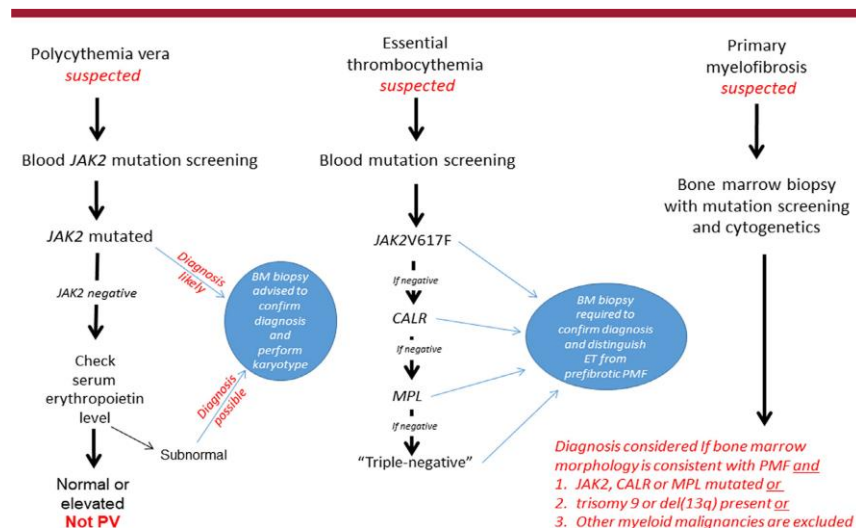 Polycythemia vera
suspected
Blood JAK2 mutation screening
JAK2 mutated
Diagnosis
likely
JAK2 negative
BM biopsy
advised to
confirm
diagnosis
and
perform
karyotype
Check
serum
erythropoietin
level
Diagnosis
possible
Subnormal
Normal or
elevated
Not PV
Essential
thrombocythemia
suspected
Blood mutation screening
JAK2V617F
If negative
CALR
If negative
MPL
If negative
"Triple-negative"
BM biopsy
required to
confirm diagnosis
and distinguish
ET from
prefibrotic PMF
Primary
myelofibrosis
suspected
Bone marrow biopsy
with mutation screening
and cytogenetics
Diagnosis considered If bone marrow
morphology is consistent with PMF and
1. JAK2, CALR or MPL mutated or
2. trisomy 9 or del(13q) present or
3. Other myeloid malignancies are excluded